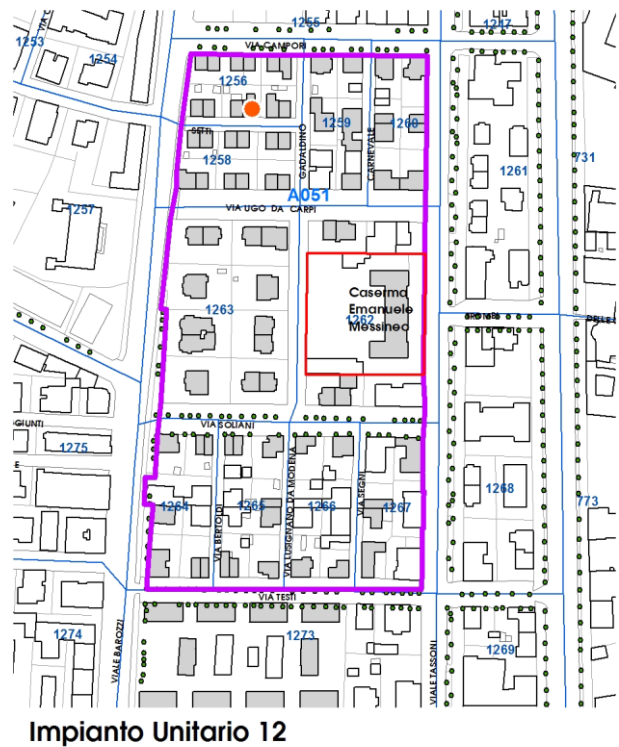 1255
1247
VIA CAMPORI
1253
1254
1256
1259
1260
SETTI
1258
GADALDINO
CARNEVALE
731
1261
A051
1257
VIA UGO DA CARPI
Caserma
Emanuele
Messineo
1263
1262
VIA SOLIANI
GIUNTI
1275
E
VIA BERTOLDI
VIA LUSIGNANO DA MODENA
VIA SEGNI
1264
1265
1266
1267
1268
773
VIA TESTI
1274
1273
1269
VIALE BAROZZI
VIALE TASSONI
Impianto Unitario 12